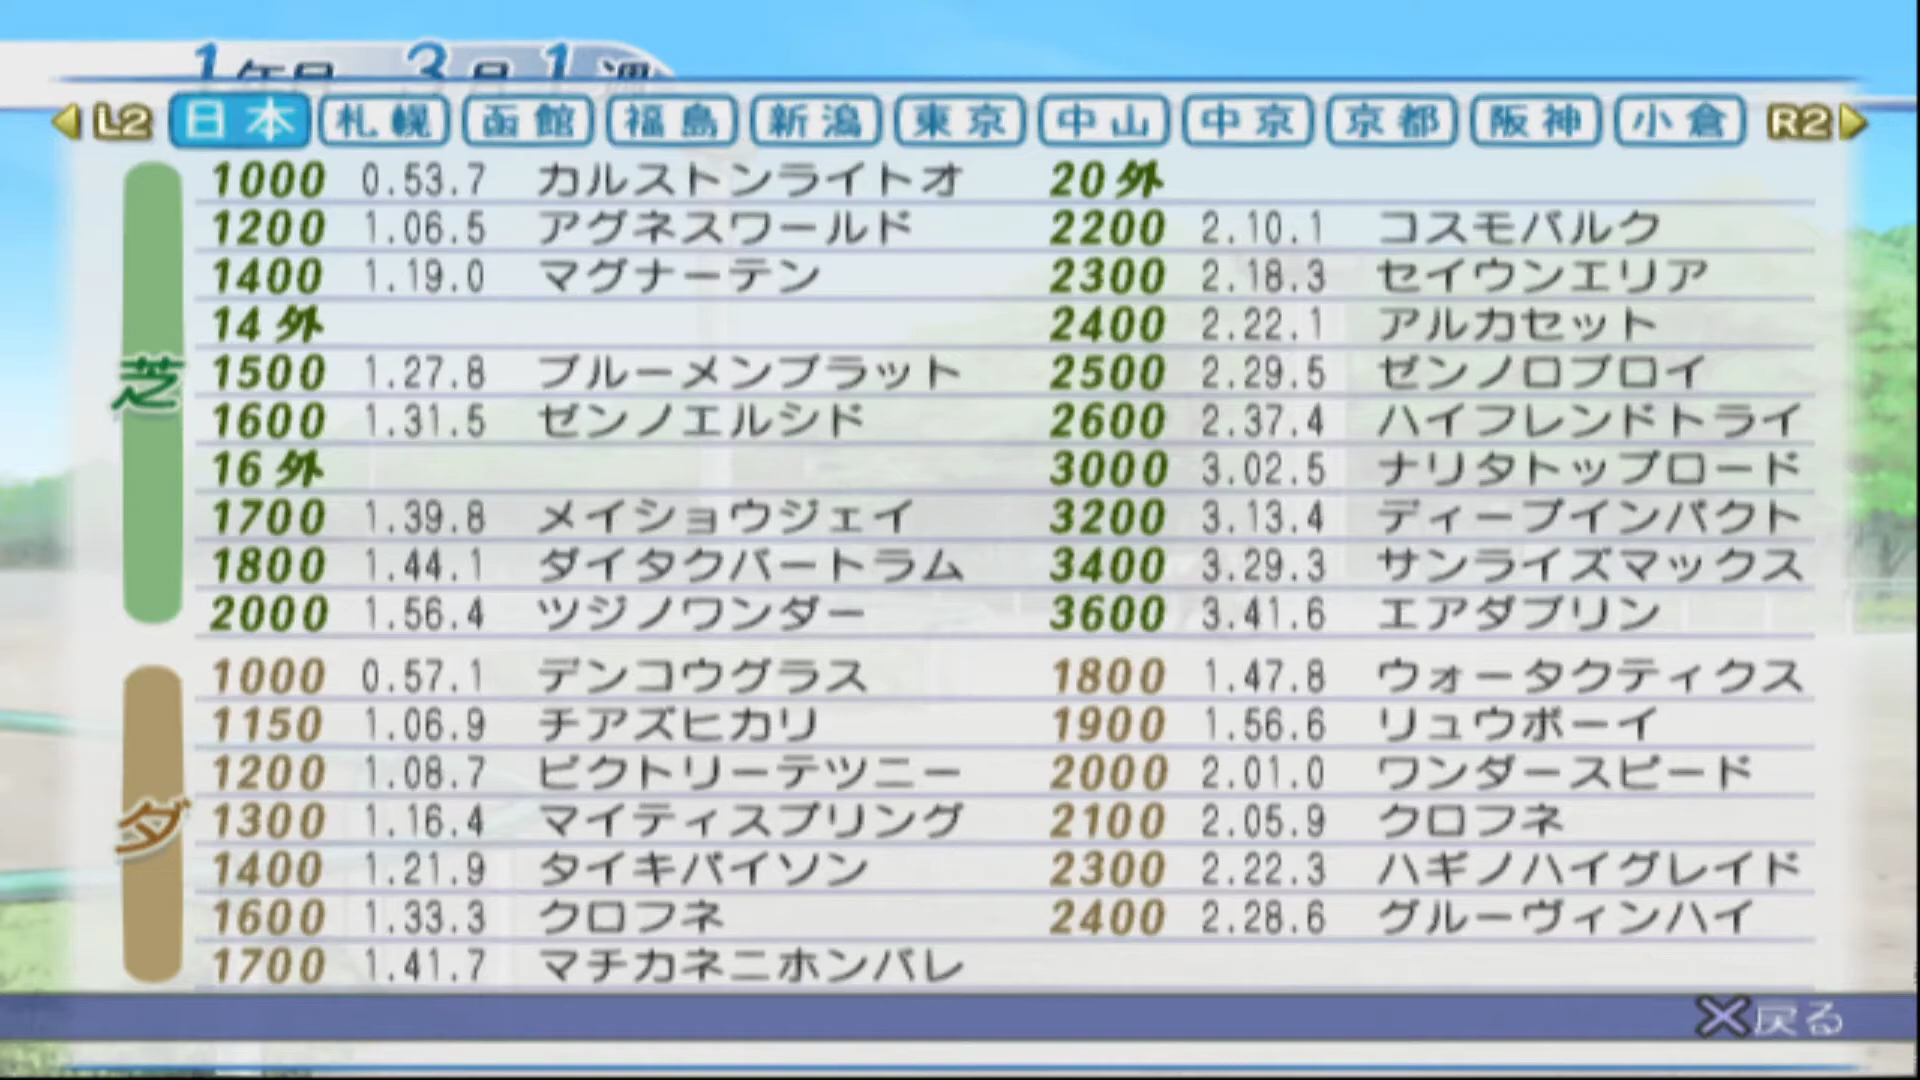 1年目 3月1週
L2 日本 札幌 函館 福島 新潟 東京 中山 中京 京都 阪神 小倉 R2
芝
1000 0.53.7 カルストンライトオ
1200 1.06.5 アグネスワールド
1400 1.19.0 マグナーテン
14外
1500 1.27.8 ブルーメンブラット
1600 1.31.5 ゼンノエルシド
16外
1700 1.39.8 メイショウジェイ
1800 1.44.1 ダイタクバートラム
2000 1.56.4 ツジノワンダー
20外
2200 2.10.1 コスモバルク
2300 2.18.3 セイウンエリア
2400 2.22.1 アルカセット
2500 2.29.5 ゼンノロブロイ
2600 2.37.4 ハイフレンドトライ
3000 3.02.5 ナリタトップロード
3200 3.13.4 ディープインパクト
3400 3.29.3 サンライズマックス
3600 3.41.6 エアダブリン
ダ
1000 0.57.1 デンコウグラス
1150 1.06.9 チアズヒカリ
1200 1.08.7 ビクトリーテツニー
1300 1.16.4 マイティスプリング
1400 1.21.9 タイキバイソン
1600 1.33.3 クロフネ
1700 1.41.7 マチカネニホンバレ
1800 1.47.8 ウォータクティクス
1900 1.56.6 リュウボーイ
2000 2.01.0 ワンダースピード
2100 2.05.9 クロフネ
2300 2.22.3 ハギノハイグレイド
2400 2.28.6 グルーヴィンハイ
戻る